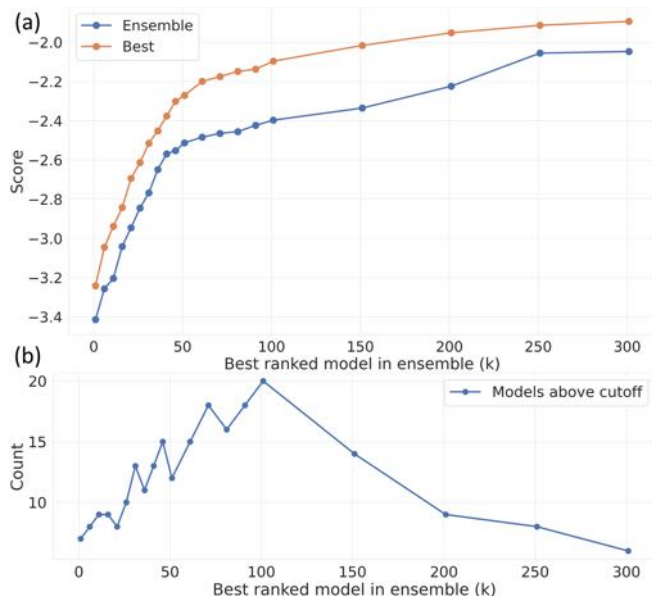 (a)
Ensemble
Best
−2.0
−2.2
−2.4
−2.6
−2.8
−3.0
−3.2
−3.4
Score
0 50 100 150 200 250 300
Best ranked model in ensemble (k)
(b)
Models above cutoff
20
15
10
Count
0 50 100 150 200 250 300
Best ranked model in ensemble (k)